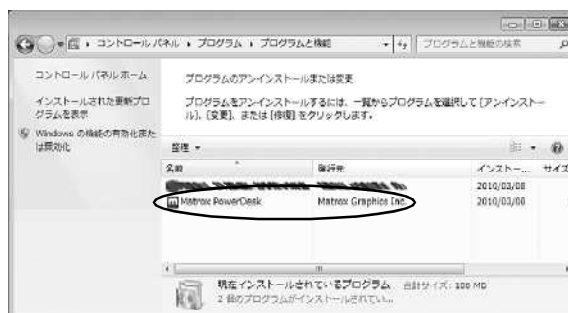 コントロール パネル ▸ プログラム ▸ プログラムと機能
プログラムと機能の検索
コントロール パネル ホーム
インストールされた更新プロ
グラムを表示
Windows の機能の有効化また
は無効化
プログラムのアンインストールまたは変更
プログラムをアンインストールするには、一覧からプログラムを選択して [アンインストー
ル]、[変更]、または [修復] をクリックします。
整理
名前 発行元 インストー... サイズ
2010/03/08
Matrox PowerDesk Matrox Graphics Inc. 2010/03/08
現在インストールされているプログラム 合計サイズ: 100 MB
2 個のプログラムがインストールされてい...